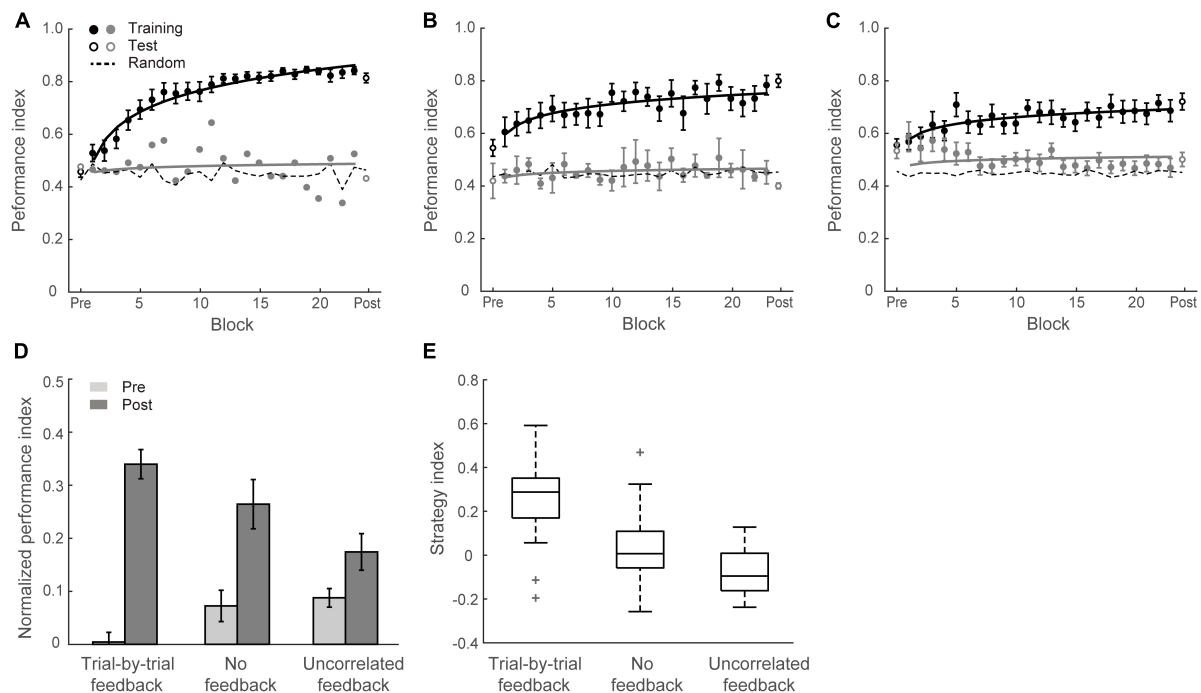 A
1.0
0.8
0.6
0.4
0.2
0
Peformance index
Training
Test
Random
Pre
5
10
15
20
Post
Block
B
1.0
0.8
0.6
0.4
0.2
0
Peformance index
Pre
5
10
15
20
Post
Block
C
1.0
0.8
0.6
0.4
0.2
0
Peformance index
Pre
5
10
15
20
Post
Block
D
0.5
0.4
0.3
0.2
0.1
0
Normalized performance index
Pre
Post
Trial-by-trial
feedback
No
feedback
Uncorrelated
feedback
E
0.8
0.6
0.4
0.2
0
-0.2
-0.4
Strategy index
Trial-by-trial
feedback
No
feedback
Uncorrelated
feedback